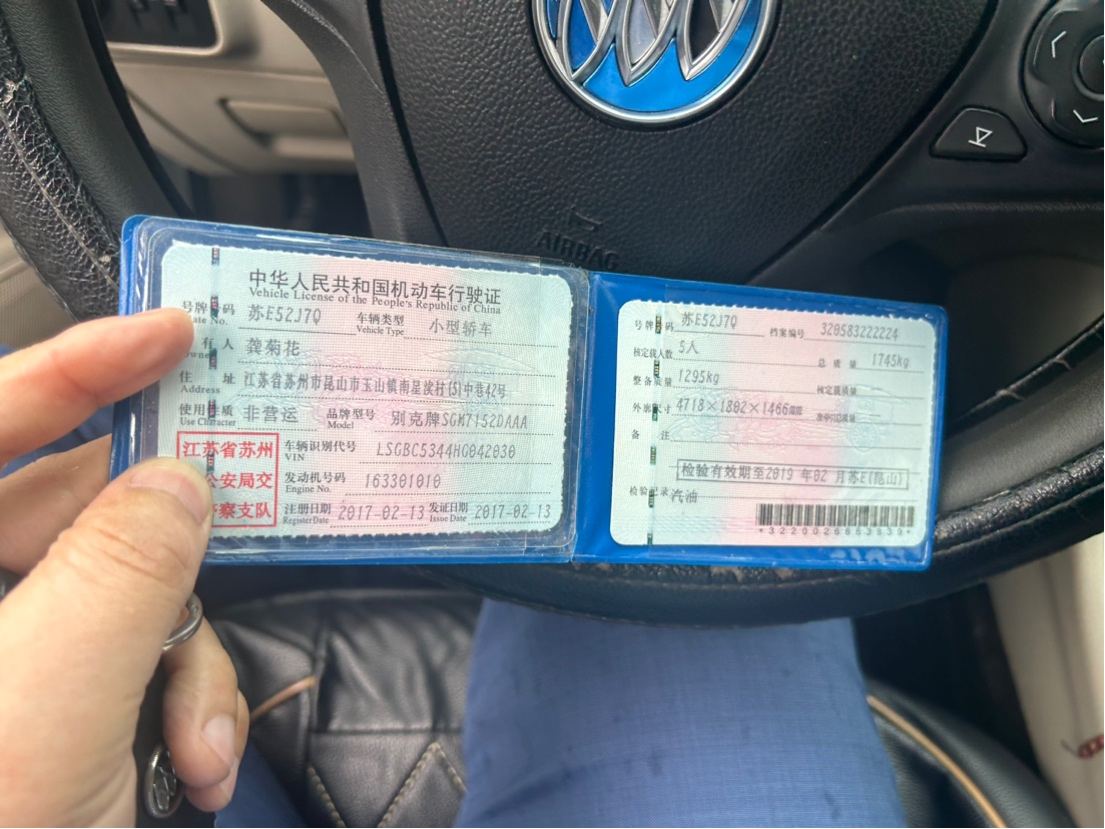 AIRBAG
中华人民共和国机动车行驶证
Vehicle License of the People's Republic of China
号牌 码 苏E52J7Q 车辆类型 小型轿车
ate No. Vehicle Type
有人 龚菊花
住 址 江苏省苏州市昆山市玉山镇南星渎村(5)中巷42号
Address
使用 质 非营运 品牌型号 别克牌SGM7152DAAA
Use Character Model
江苏省苏州
公安局交
警察支队
车辆识别代号 LSGBC5344HG042030
VIN
发动机号码 163301010
Engine No.
注册日期 2017-02-13 发证日期 2017-02-13
Register Date Issue Date
号牌 码 苏E52J7Q 档案编号 320583222224
核定载人数 5人 总质量 1745kg
整备质量 1295kg 核定载质量
外廓尺寸 4718×1802×1466mm 准牵引总质量
备 注
检验有效期至2019 年02 月苏E(昆山)
检验记录 汽油